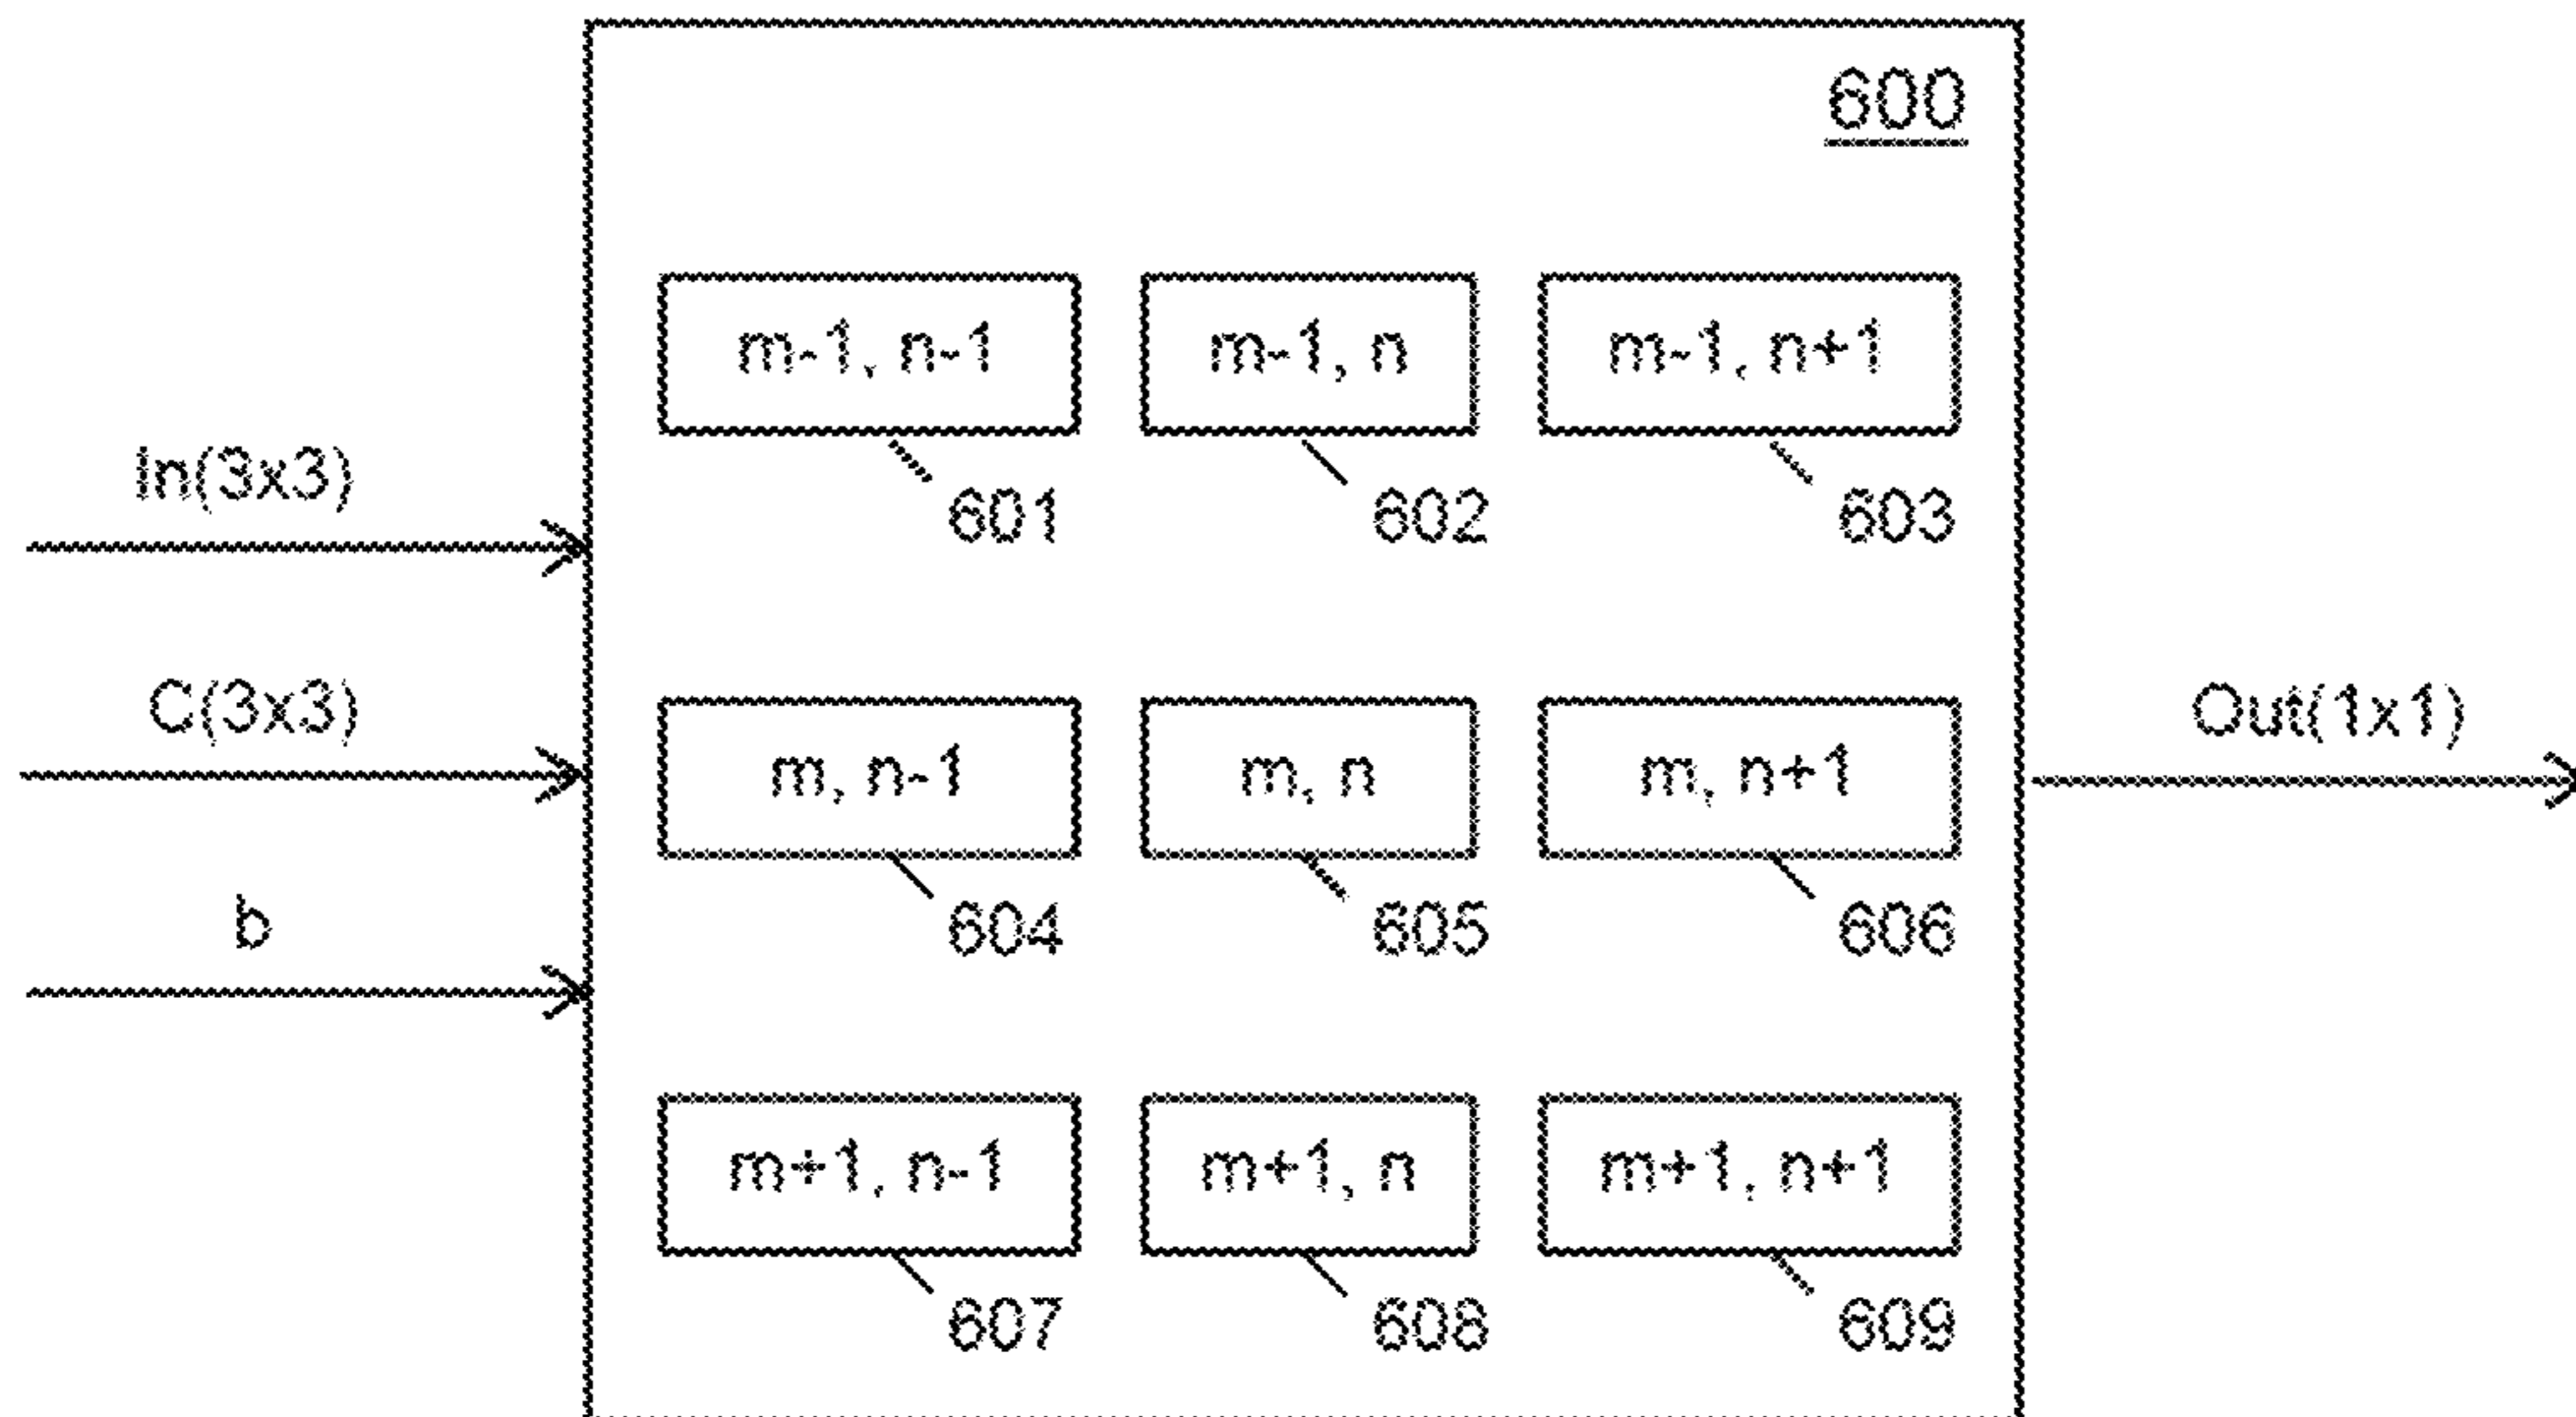 600
m-1, n-1
m-1, n
m-1, n+1
In(3x3)
601
602
603
C(3x3)
Out(1x1)
m, n-1
m, n
m, n+1
b
604
605
606
m+1, n-1
m+1, n
m+1, n+1
607
608
609